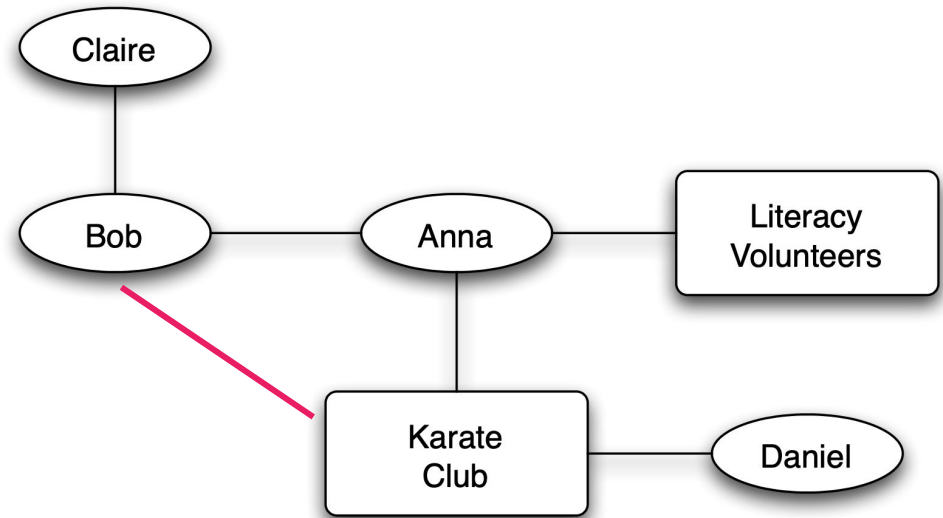 Claire
Bob
Anna
Literacy
Volunteers
Karate
Club
Daniel